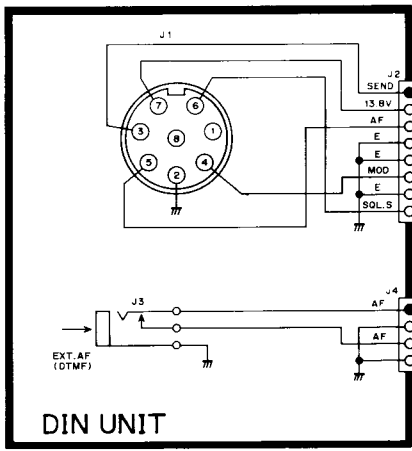 J1
J2
SEND
13.8V
AF
E
E
MOD
E
SQL.S
7
6
3
8
1
5
4
2
J4
AF
AF
J3
EXT.AF
(DTMF)
DIN UNIT